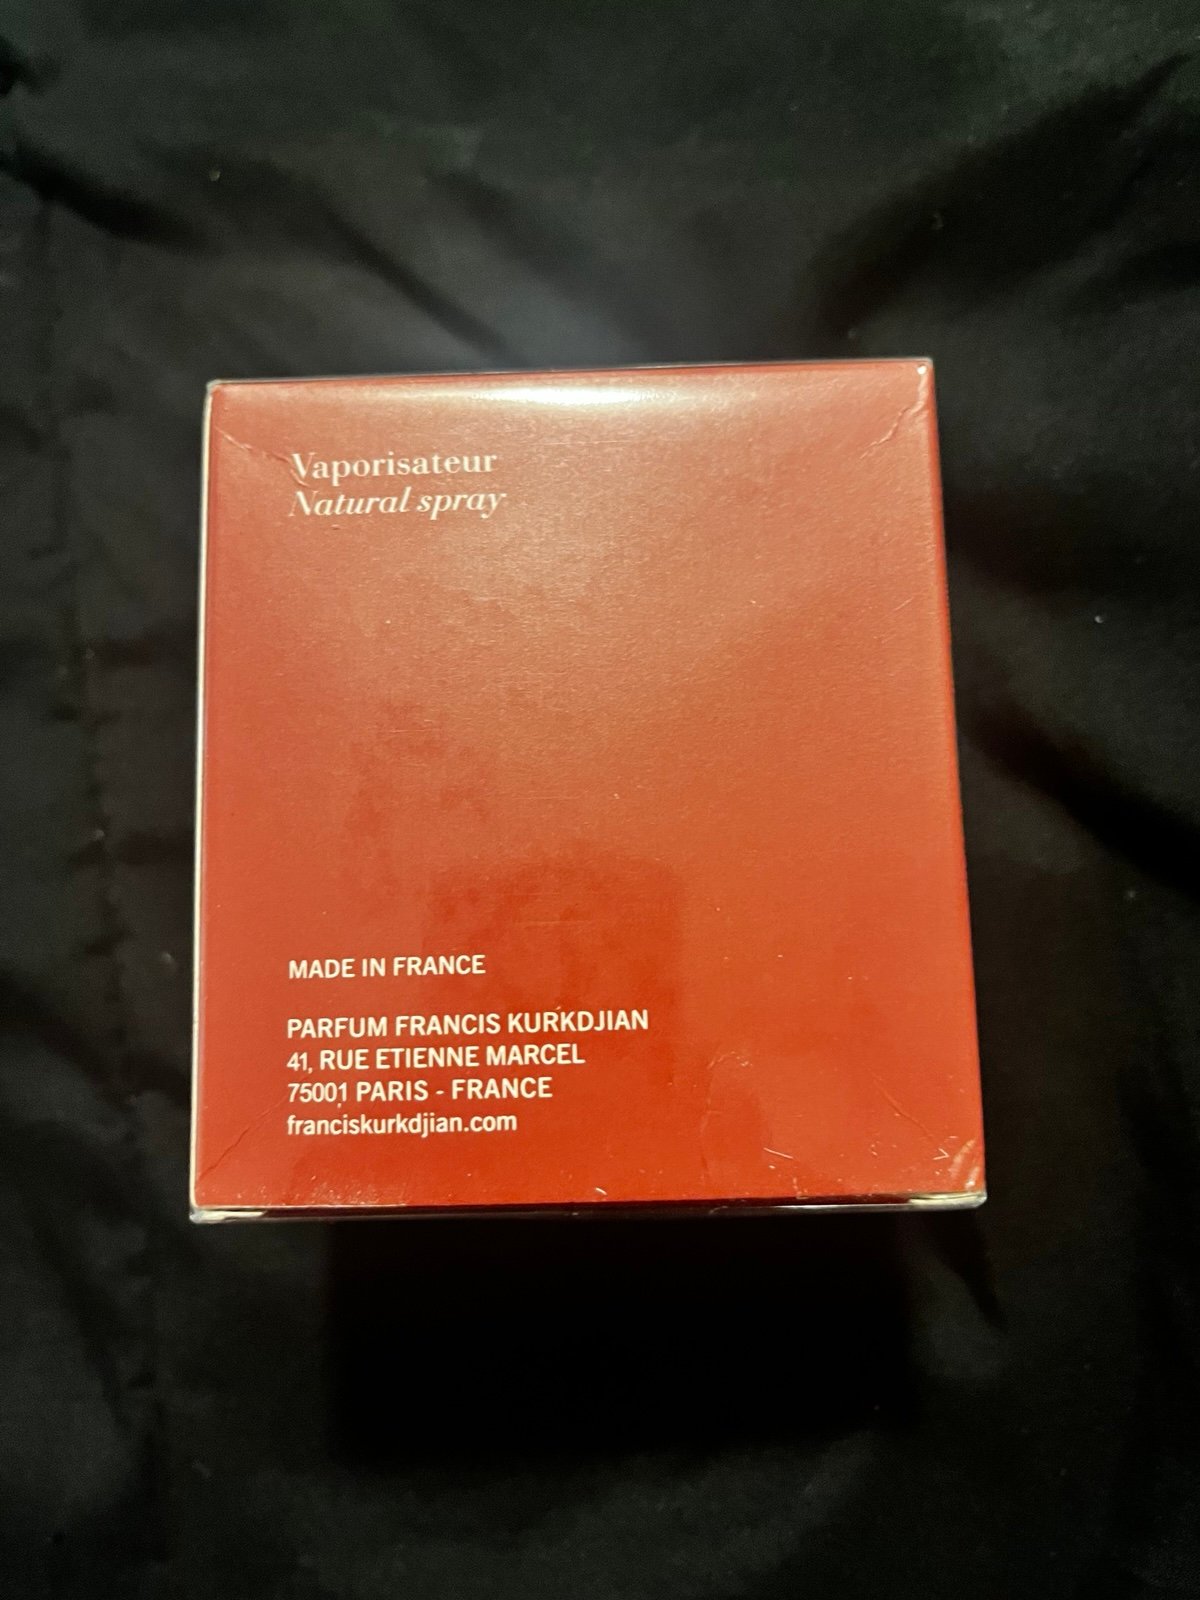 Vaporisateur
Natural spray
MADE IN FRANCE
PARFUM FRANCIS KURKDJIAN
41, RUE ETIENNE MARCEL
75001 PARIS - FRANCE
franciskurkdjian.com